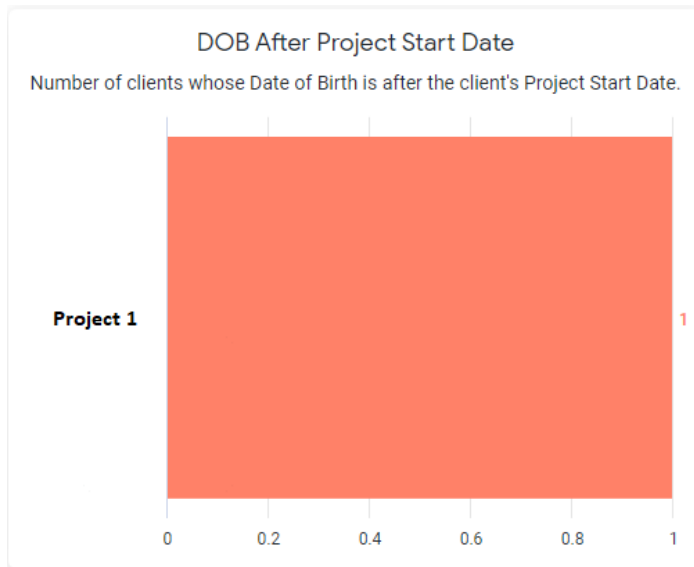 DOB After Project Start Date
Number of clients whose Date of Birth is after the client's Project Start Date.
Project 1
1
0 0.2 0.4 0.6 0.8 1